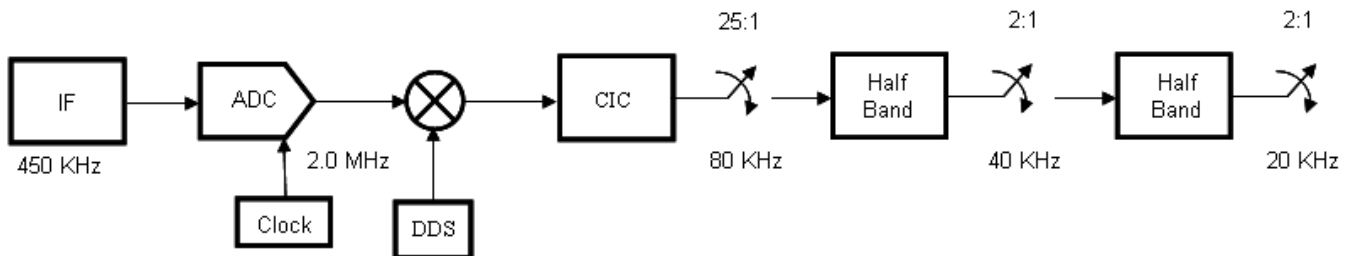 25:1
2:1
2:1
IF
ADC
CIC
Half
Band
Half
Band
450 KHz
2.0 MHz
80 KHz
40 KHz
20 KHz
Clock
DDS